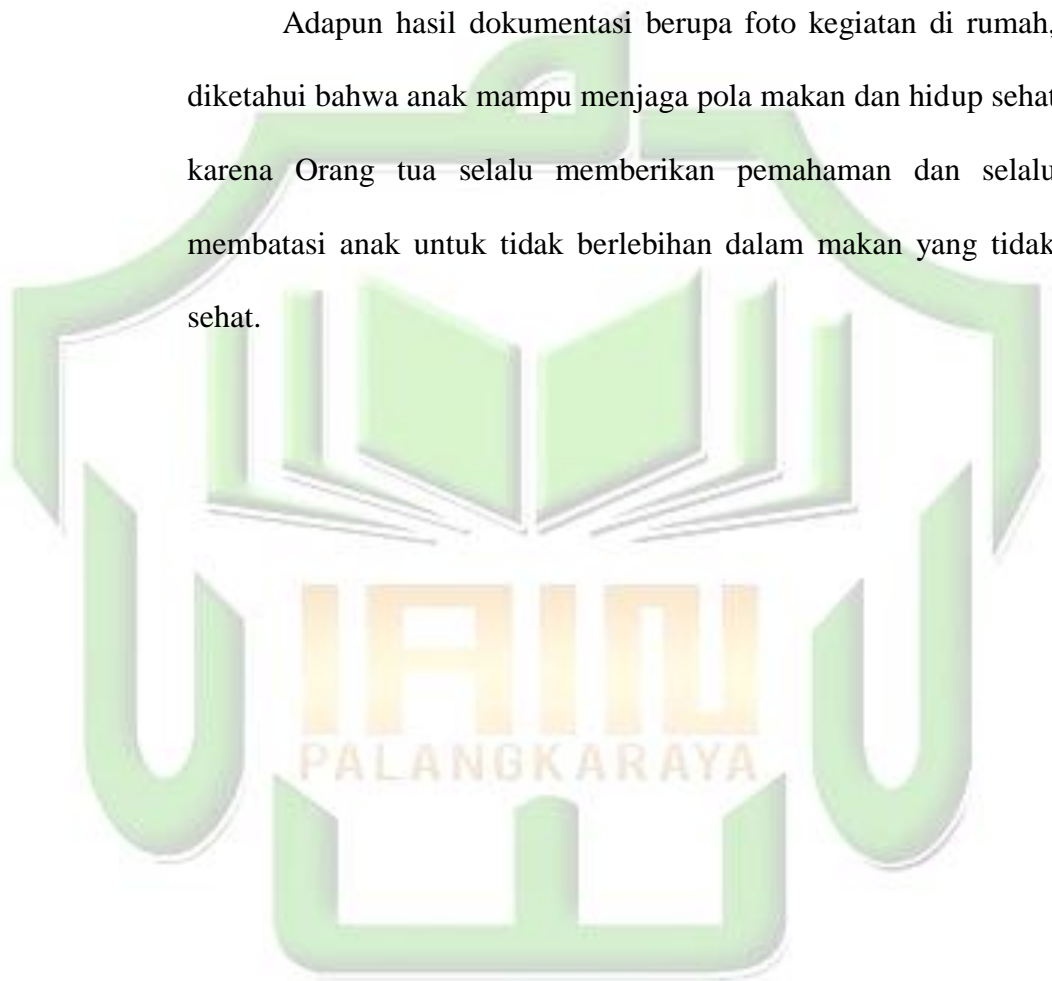 Adapun hasil dokumentasi berupa foto kegiatan di rumah,
diketahui bahwa anak mampu menjaga pola makan dan hidup sehat
karena Orang tua selalu memberikan pemahaman dan selalu
membatasi anak untuk tidak berlebihan dalam makan yang tidak
sehat.
IAIN
PALANGKARAYA